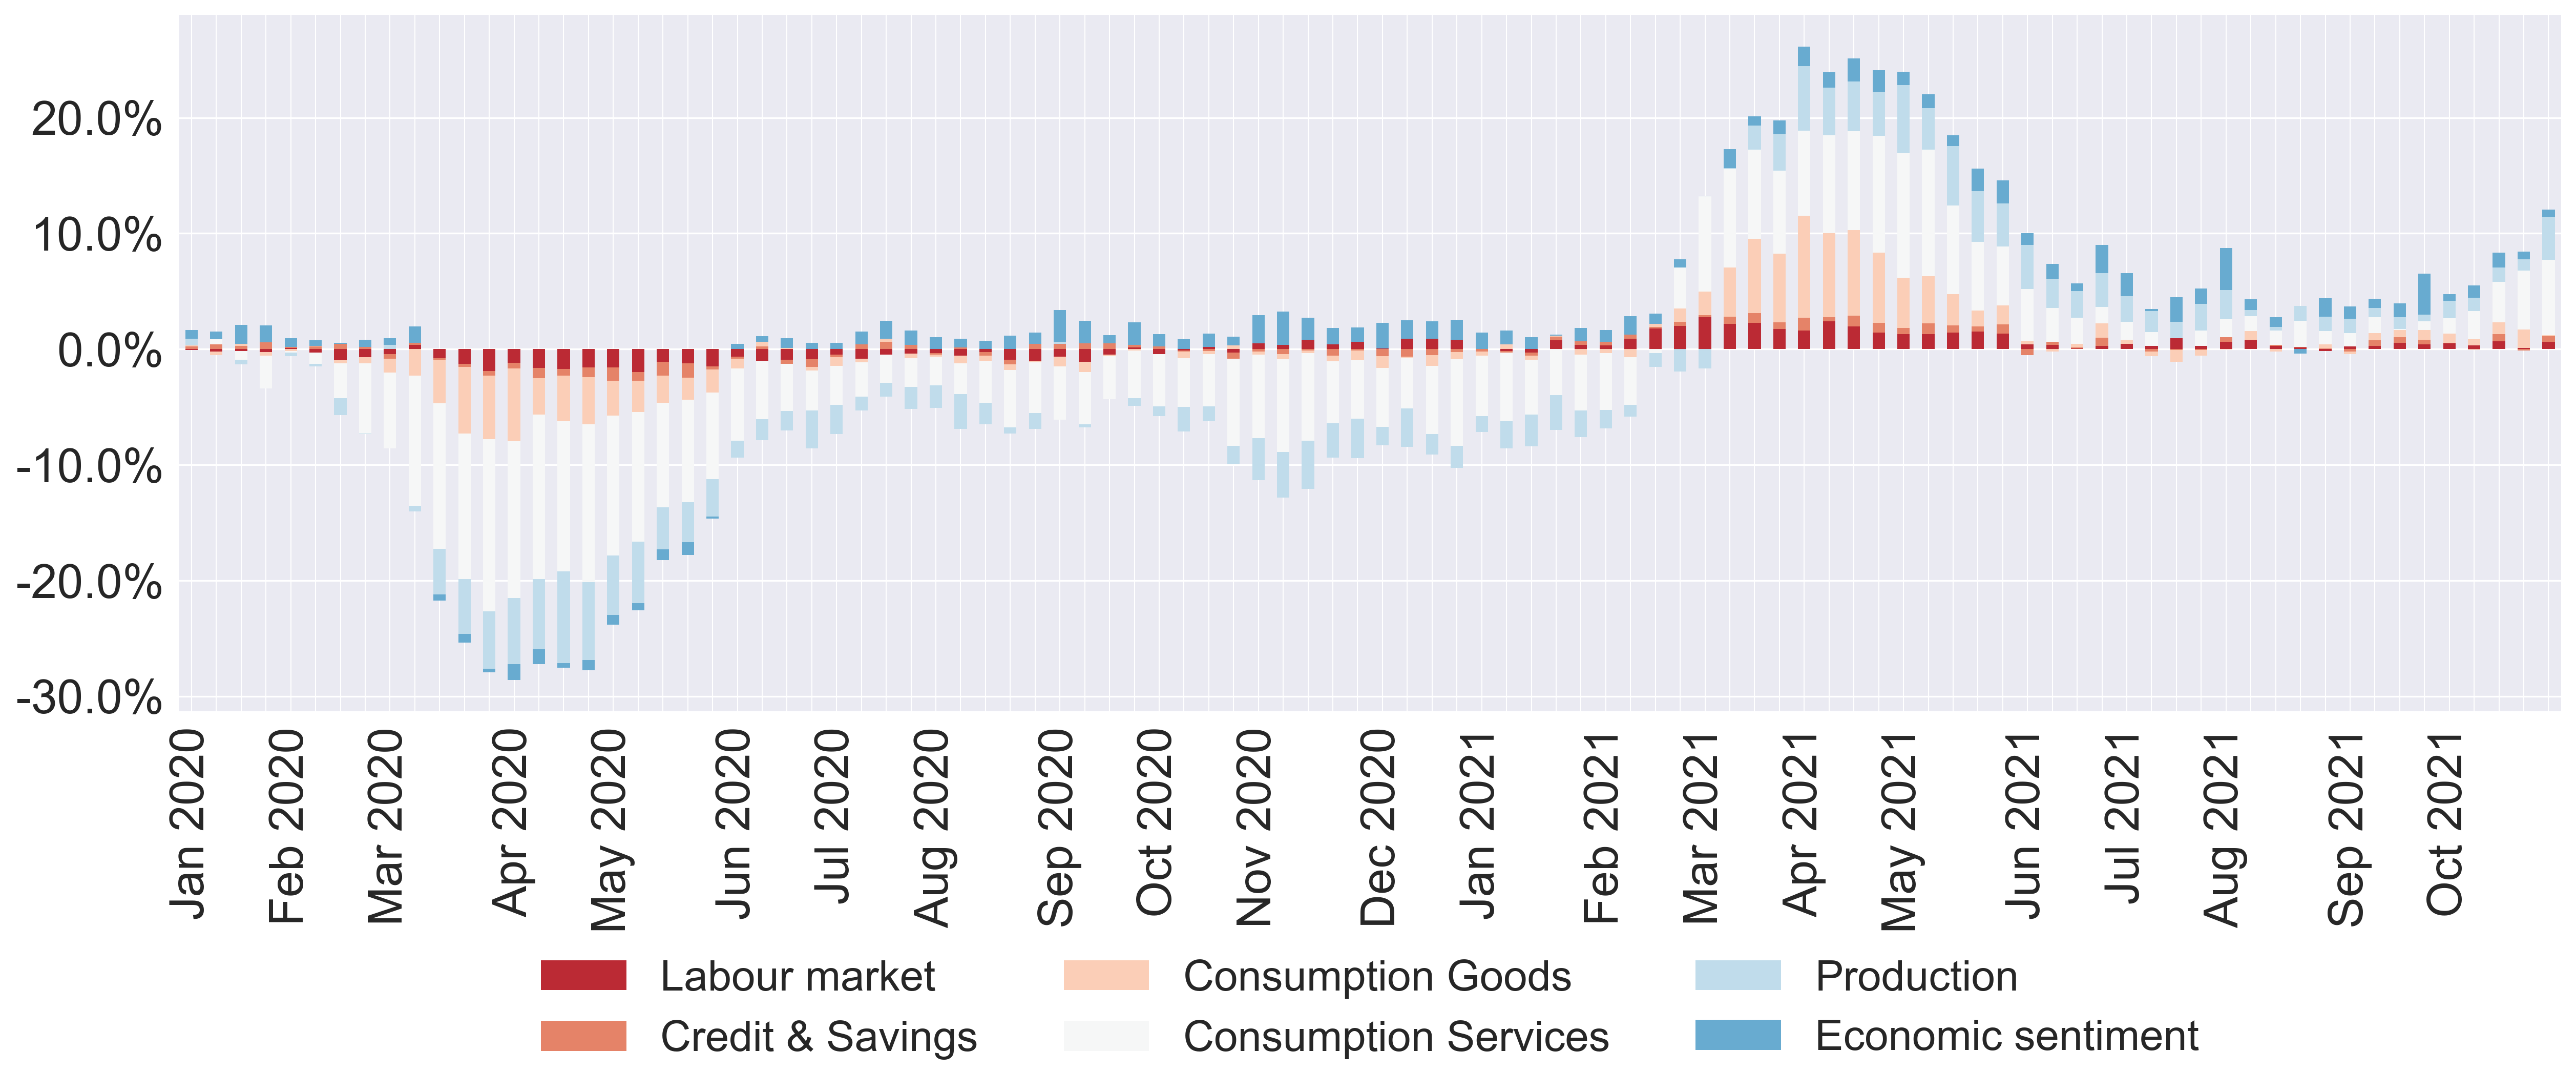 20.0%
10.0%
0.0%
-10.0%
-20.0%
-30.0%
Jan 2020
Feb 2020
Mar 2020
Apr 2020
May 2020
Jun 2020
Jul 2020
Aug 2020
Sep 2020
Oct 2020
Nov 2020
Dec 2020
Jan 2021
Feb 2021
Mar 2021
Apr 2021
May 2021
Jun 2021
Jul 2021
Aug 2021
Sep 2021
Oct 2021
Labour market
Consumption Goods
Production
Credit & Savings
Consumption Services
Economic sentiment